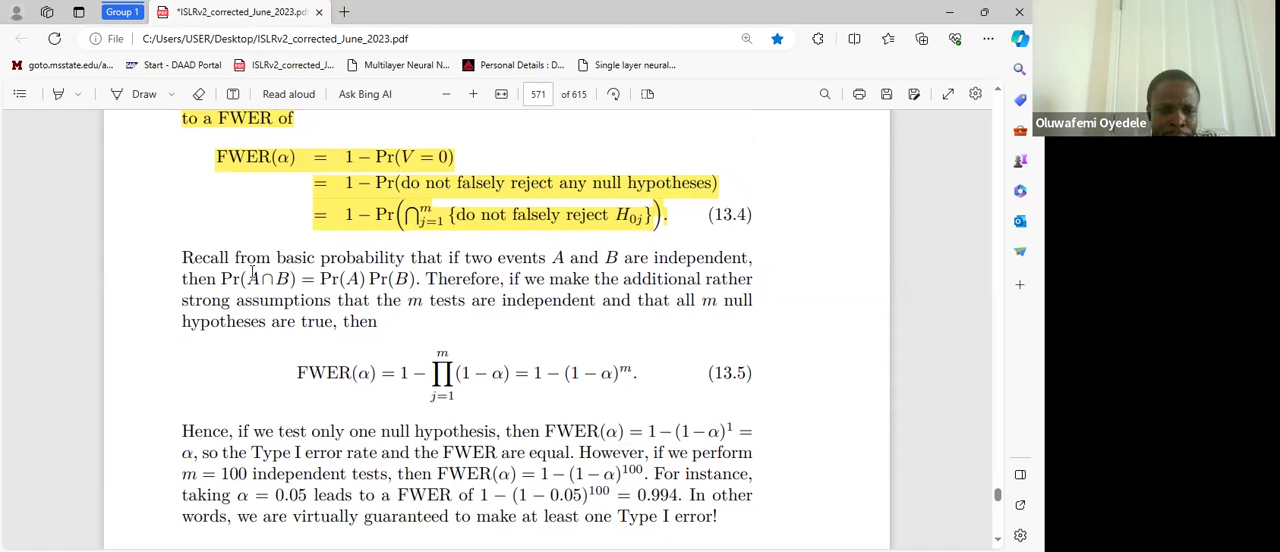 Group 1
*ISLRv2_corrected_June_2023.pdf
File
C:/Users/USER/Desktop/ISLRv2_corrected_June_2023.pdf
goto.msstate.edu/a...
Start - DAAD Portal
ISLRv2_corrected_J...
Multilayer Neural N...
Personal Details : D...
Single layer neural...
Draw
Read aloud
Ask Bing AI
571 of 615
Oluwafemi Oyedele
to a FWER of
FWER(α) = 1 − Pr(V = 0)
= 1 − Pr(do not falsely reject any null hypotheses)
= 1 − Pr(⋂ᵐⱼ₌₁ {do not falsely reject H₀ⱼ}). (13.4)
Recall from basic probability that if two events A and B are independent,
then Pr(A∩B) = Pr(A) Pr(B). Therefore, if we make the additional rather
strong assumptions that the m tests are independent and that all m null
hypotheses are true, then
FWER(α) = 1 − ∏ᵐⱼ₌₁ (1 − α) = 1 − (1 − α)ᵐ. (13.5)
Hence, if we test only one null hypothesis, then FWER(α) = 1−(1−α)¹ =
α, so the Type I error rate and the FWER are equal. However, if we perform
m = 100 independent tests, then FWER(α) = 1−(1−α)¹⁰⁰. For instance,
taking α = 0.05 leads to a FWER of 1 − (1 − 0.05)¹⁰⁰ = 0.994. In other
words, we are virtually guaranteed to make at least one Type I error!